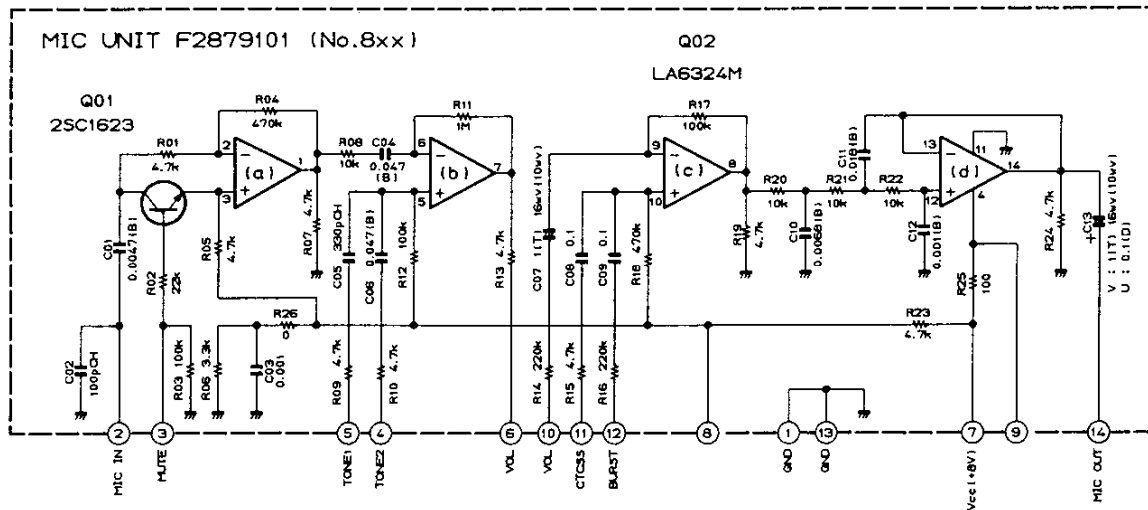 MIC UNIT F2879101 (No.8xx)
Q02
LA6324M
Q01
2SC1623
R04
470k
R11
1M
R17
100k
R01
4.7k
R08
10k
C04
0.047
(B)
2
3
1
(a)
6
5
7
(b)
9
10
8
(c)
13
12
11
14
4
(d)
C11
0.018(B)
R20
10k
R21
10k
R22
10k
C01
0.0047(B)
R02
22k
R05
4.7k
R07 4.7k
C05 330pCH
C06 0.047(B)
R12 100k
R13 4.7k
C07 1(T) 16wv(10wv)
C08 0.1
C09 0.1
R18 470k
R19
4.7k
C10
0.0068(B)
C12
0.001(B)
R25
100
R24 4.7k
+C13
16wv(10wv)
V : 1(T)
U : 0.1(D)
C02
100pCH
R03 100k
R06 3.3k
C03
0.001
R26
0
R09 4.7k
R10 4.7k
R14 220k
R15 4.7k
R16 220k
R23
4.7k
2
3
5
4
6
10
11
12
8
1
13
7
9
14
MIC IN
MUTE
TONE1
TONE2
VOL
VOL
CTCSS
BURST
GND
GND
Vcc(+8V)
MIC OUT